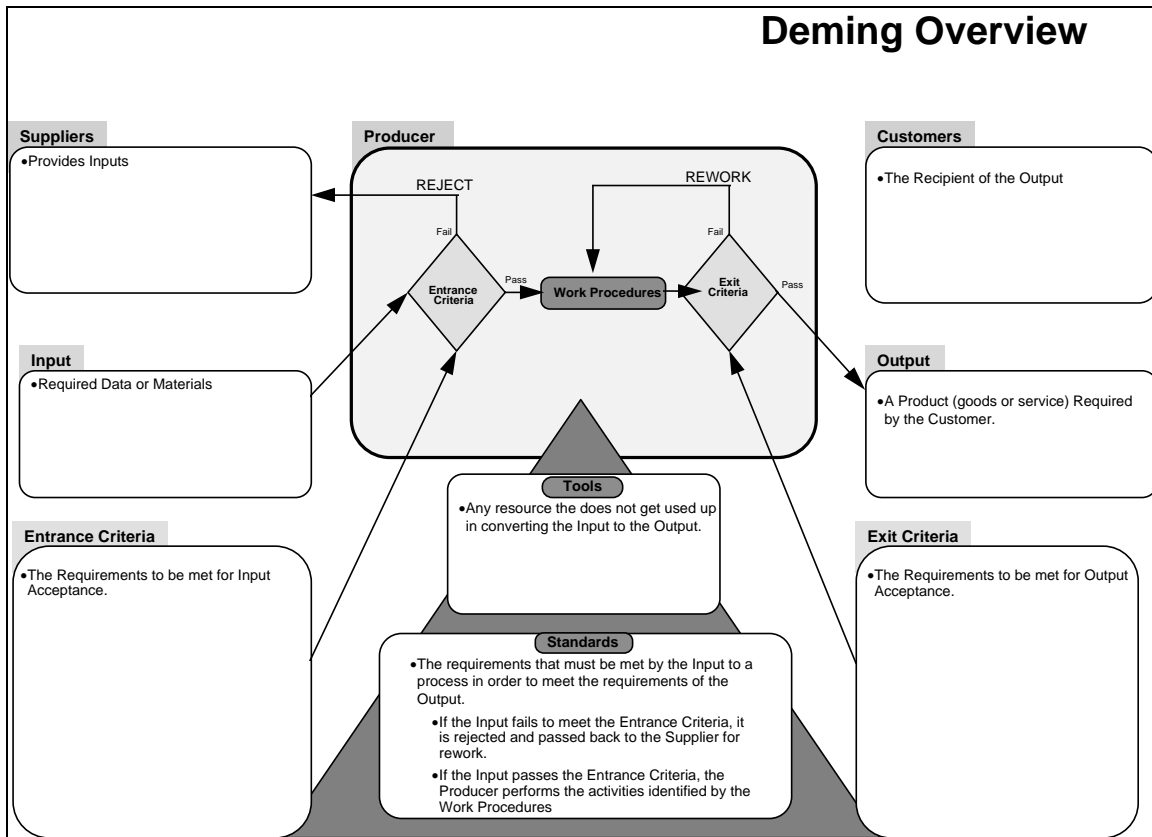 Deming Overview
Suppliers
•Provides Inputs
Producer
REJECT
REWORK
Fail
Fail
Entrance
Criteria
Pass
Work Procedures
Exit
Criteria
Pass
Customers
•The Recipient of the Output
Input
•Required Data or Materials
Output
•A Product (goods or service) Required
by the Customer.
Tools
•Any resource the does not get used up
in converting the Input to the Output.
Entrance Criteria
•The Requirements to be met for Input
Acceptance.
Exit Criteria
•The Requirements to be met for Output
Acceptance.
Standards
•The requirements that must be met by the Input to a
process in order to meet the requirements of the
Output.
•If the Input fails to meet the Entrance Criteria, it
is rejected and passed back to the Supplier for
rework.
•If the Input passes the Entrance Criteria, the
Producer performs the activities identified by the
Work Procedures